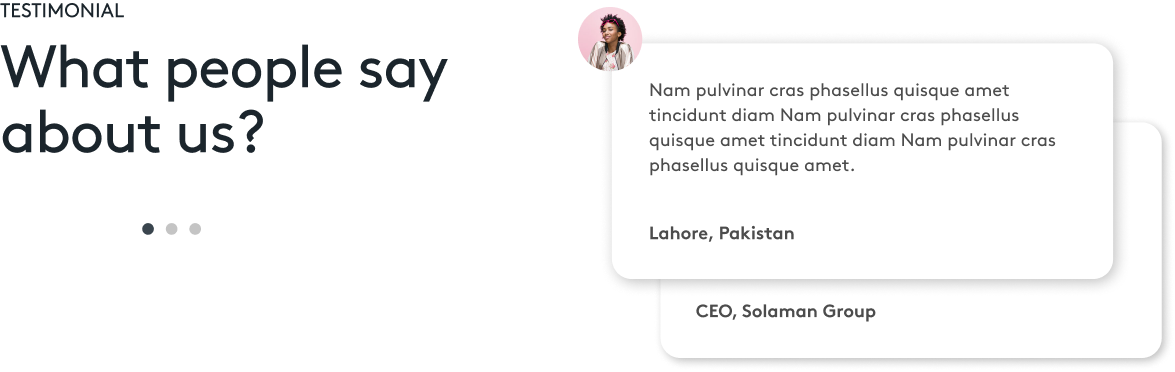 TESTIMONIAL
What people say
about us?
Nam pulvinar cras phasellus quisque amet
tincidunt diam Nam pulvinar cras phasellus
quisque amet tincidunt diam Nam pulvinar cras
phasellus quisque amet.
Lahore, Pakistan
CEO, Solaman Group